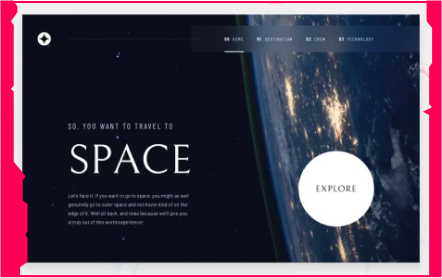 00 HOME 01 DESTINATION 02 CREW 03 TECHNOLOGY
SO, YOU WANT TO TRAVEL TO
SPACE
Let's face it; if you want to go to space, you might as well
genuinely go to outer space and not hover kind of on the
edge of it. Well sit back, and relax because we'll give you
a truly out of this world experience!
EXPLORE